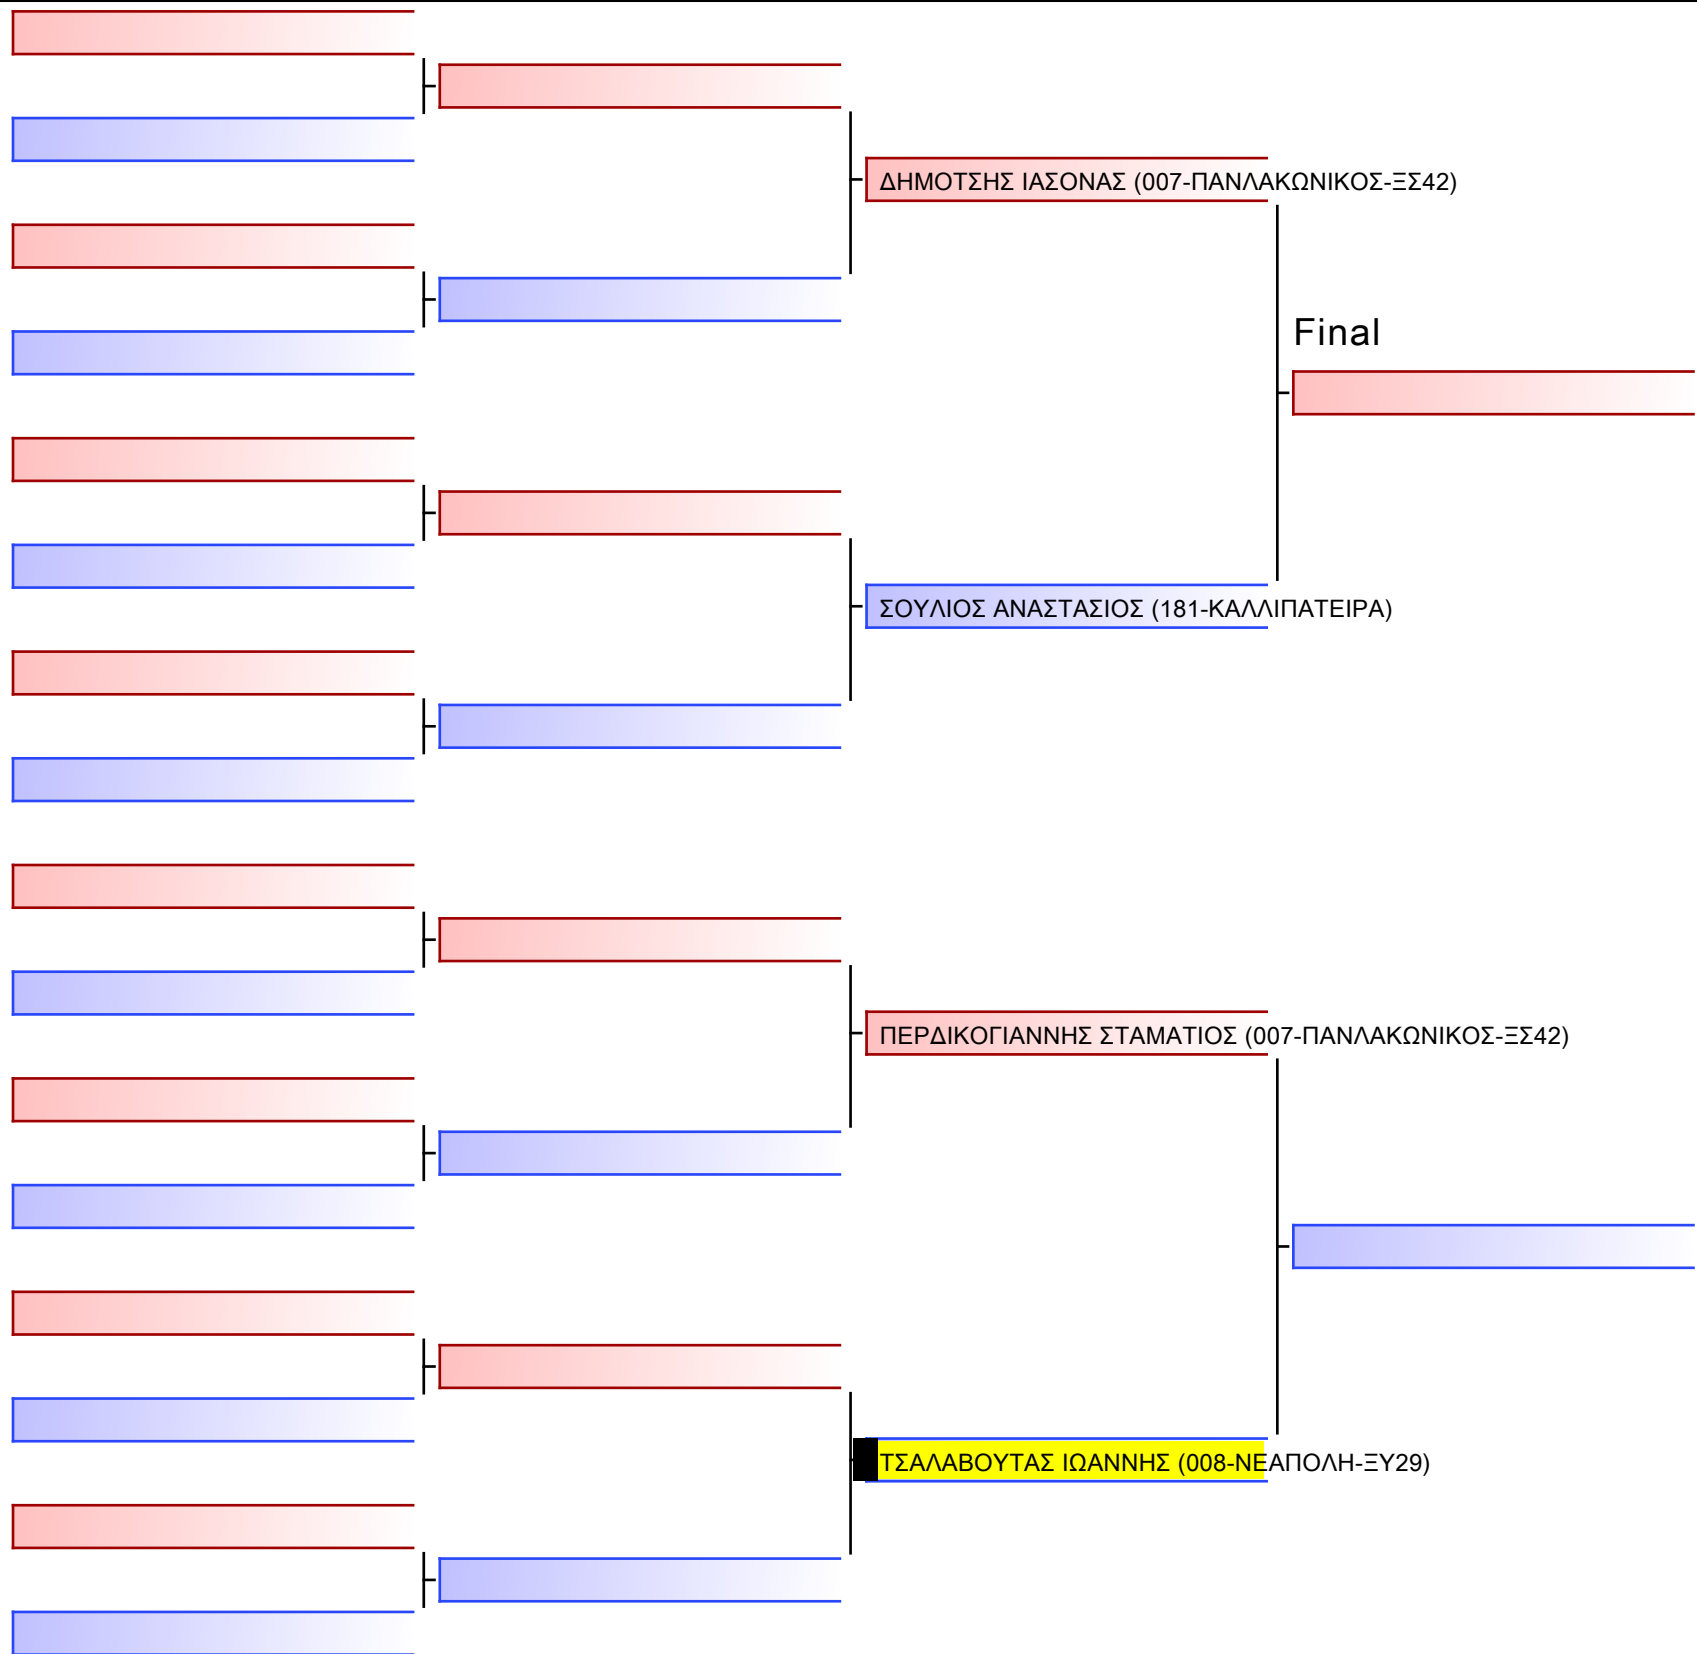 ΔΗΜΟΤΣΗΣ ΙΑΣΟΝΑΣ (007-ΠΑΝΛΑΚΩΝΙΚΟΣ-ΞΣ42)
Final
ΣΟΥΛΙΟΣ ΑΝΑΣΤΑΣΙΟΣ (181-ΚΑΛΛΙΠΑΤΕΙΡΑ)
ΠΕΡΔΙΚΟΓΙΑΝΝΗΣ ΣΤΑΜΑΤΙΟΣ (007-ΠΑΝΛΑΚΩΝΙΚΟΣ-ΞΣ42)
ΤΣΑΛΑΒΟΥΤΑΣ ΙΩΑΝΝΗΣ (008-ΝΕΑΠΟΛΗ-ΞΥ29)